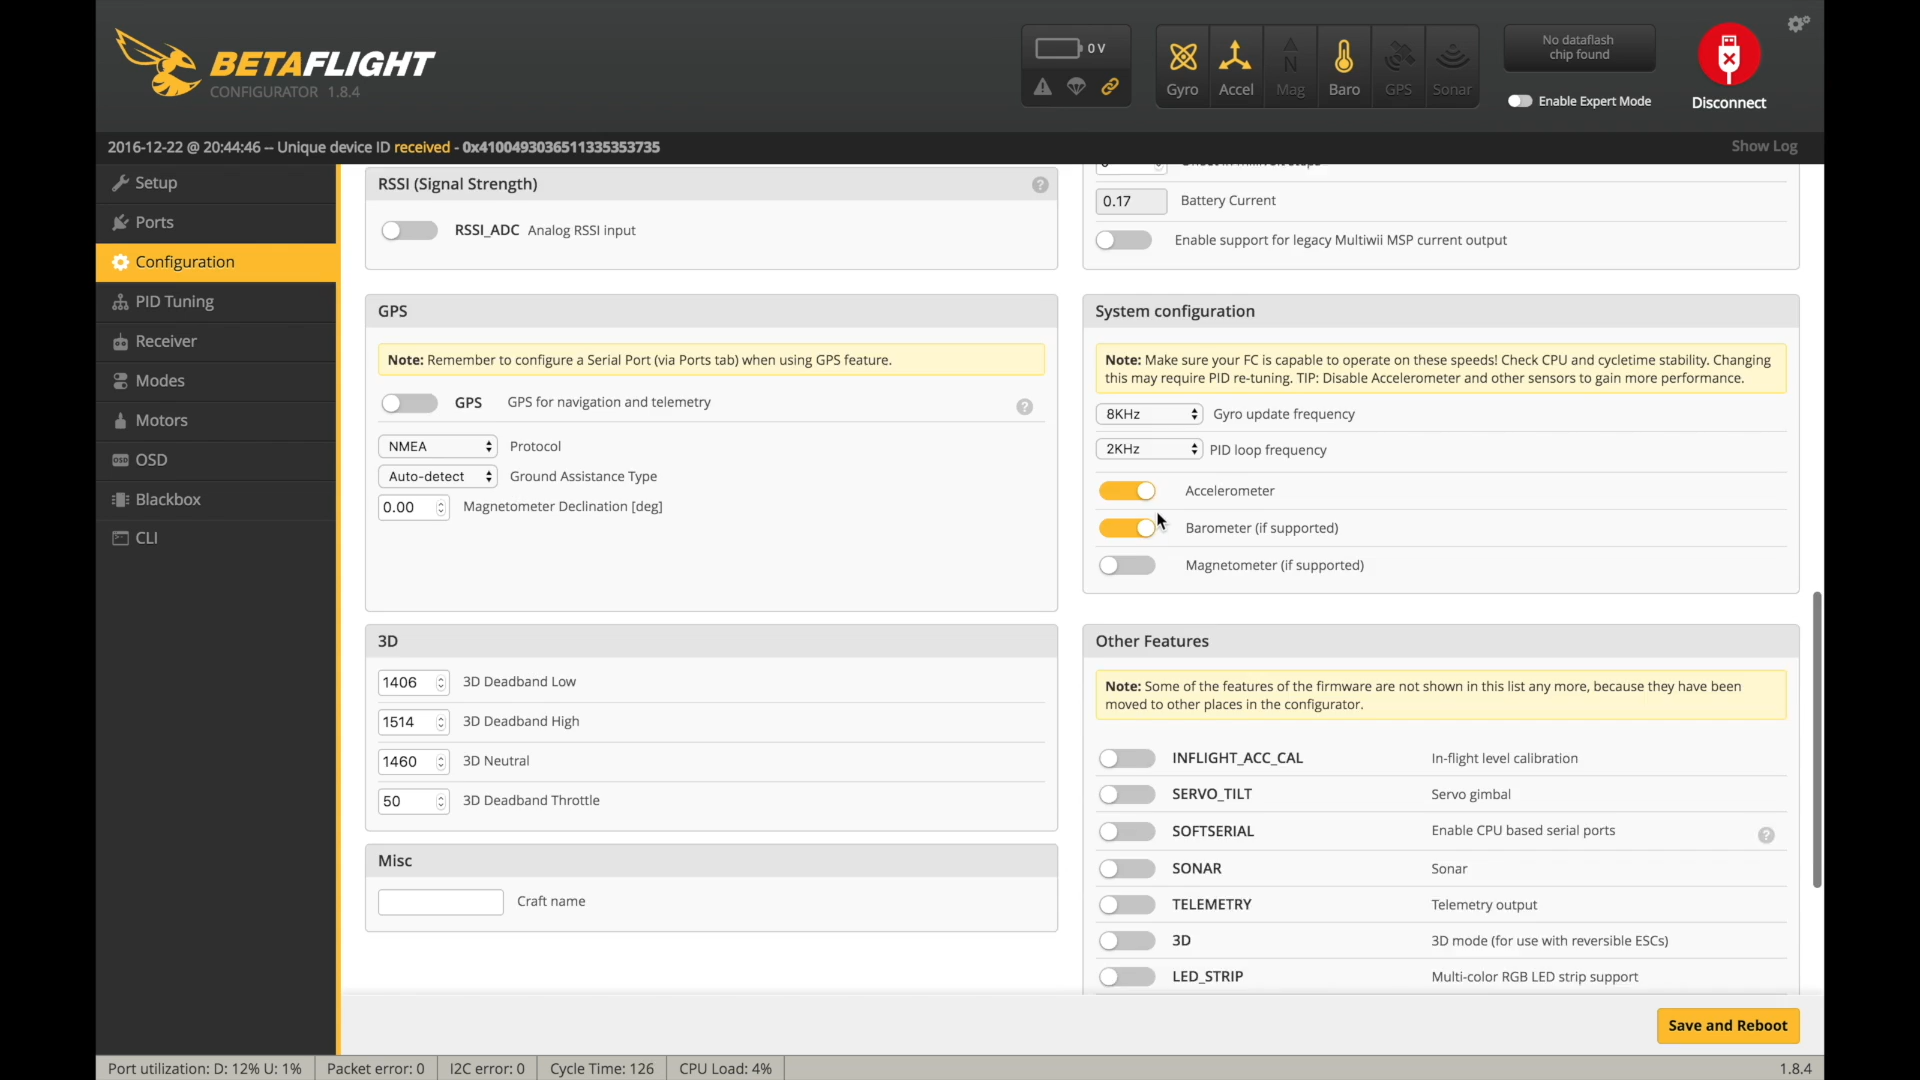 BETAFLIGHT
CONFIGURATOR 1.8.4
0 V
Gyro
Accel
Mag
Baro
GPS
Sonar
No dataflash
chip found
Enable Expert Mode
Disconnect
2016-12-22 @ 20:44:46 -- Unique device ID received - 0x4100493036511335353735
Show Log
Setup
Ports
Configuration
PID Tuning
Receiver
Modes
Motors
OSD
Blackbox
CLI
RSSI (Signal Strength)
RSSI_ADC Analog RSSI input
GPS
Note: Remember to configure a Serial Port (via Ports tab) when using GPS feature.
GPS GPS for navigation and telemetry
NMEA Protocol
Auto-detect Ground Assistance Type
0.00 Magnetometer Declination [deg]
3D
1406 3D Deadband Low
1514 3D Deadband High
1460 3D Neutral
50 3D Deadband Throttle
Misc
Craft name
0.17 Battery Current
Enable support for legacy Multiwii MSP current output
System configuration
Note: Make sure your FC is capable to operate on these speeds! Check CPU and cycletime stability. Changing
this may require PID re-tuning. TIP: Disable Accelerometer and other sensors to gain more performance.
8KHz Gyro update frequency
2KHz PID loop frequency
Accelerometer
Barometer (if supported)
Magnetometer (if supported)
Other Features
Note: Some of the features of the firmware are not shown in this list any more, because they have been
moved to other places in the configurator.
INFLIGHT_ACC_CAL In-flight level calibration
SERVO_TILT Servo gimbal
SOFTSERIAL Enable CPU based serial ports
SONAR Sonar
TELEMETRY Telemetry output
3D 3D mode (for use with reversible ESCs)
LED_STRIP Multi-color RGB LED strip support
Save and Reboot
Port utilization: D: 12% U: 1%
Packet error: 0
I2C error: 0
Cycle Time: 126
CPU Load: 4%
1.8.4